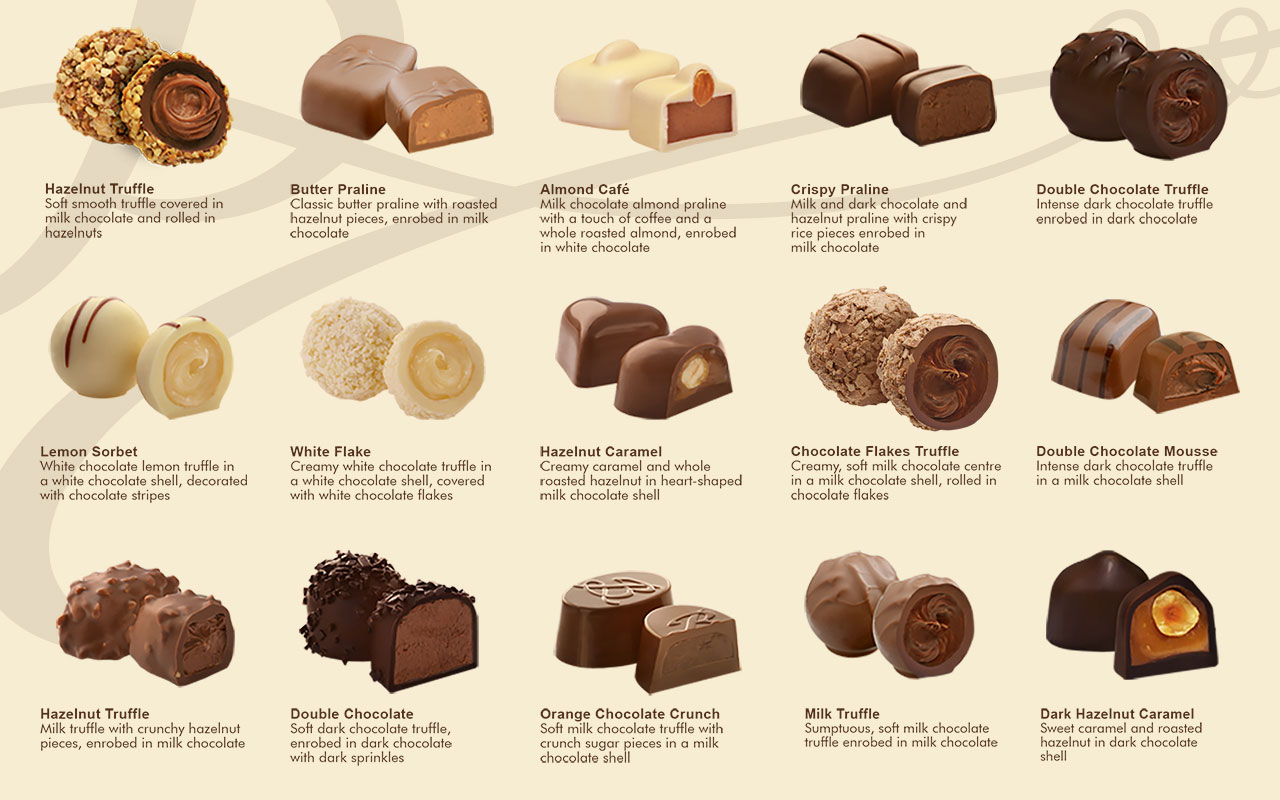 Hazelnut Truffle
Soft smooth truffle covered in
milk chocolate and rolled in
hazelnuts
Butter Praline
Classic butter praline with roasted
hazelnut pieces, enrobed in milk
chocolate
Almond Café
Milk chocolate almond praline
with a touch of coffee and a
whole roasted almond, enrobed
in white chocolate
Crispy Praline
Milk and dark chocolate and
hazelnut praline with crispy
rice pieces enrobed in
milk chocolate
Double Chocolate Truffle
Intense dark chocolate truffle
enrobed in dark chocolate
Lemon Sorbet
White chocolate lemon truffle in
a white chocolate shell, decorated
with chocolate stripes
White Flake
Creamy white chocolate truffle in
a white chocolate shell, covered
with white chocolate flakes
Hazelnut Caramel
Creamy caramel and whole
roasted hazelnut in heart-shaped
milk chocolate shell
Chocolate Flakes Truffle
Creamy, soft milk chocolate centre
in a milk chocolate shell, rolled in
chocolate flakes
Double Chocolate Mousse
Intense dark chocolate truffle
in a milk chocolate shell
Hazelnut Truffle
Milk truffle with crunchy hazelnut
pieces, enrobed in milk chocolate
Double Chocolate
Soft dark chocolate truffle,
enrobed in dark chocolate
with dark sprinkles
Orange Chocolate Crunch
Soft milk chocolate truffle with
crunch sugar pieces in a milk
chocolate shell
Milk Truffle
Sumptuous, soft milk chocolate
truffle enrobed in milk chocolate
Dark Hazelnut Caramel
Sweet caramel and roasted
hazelnut in dark chocolate
shell